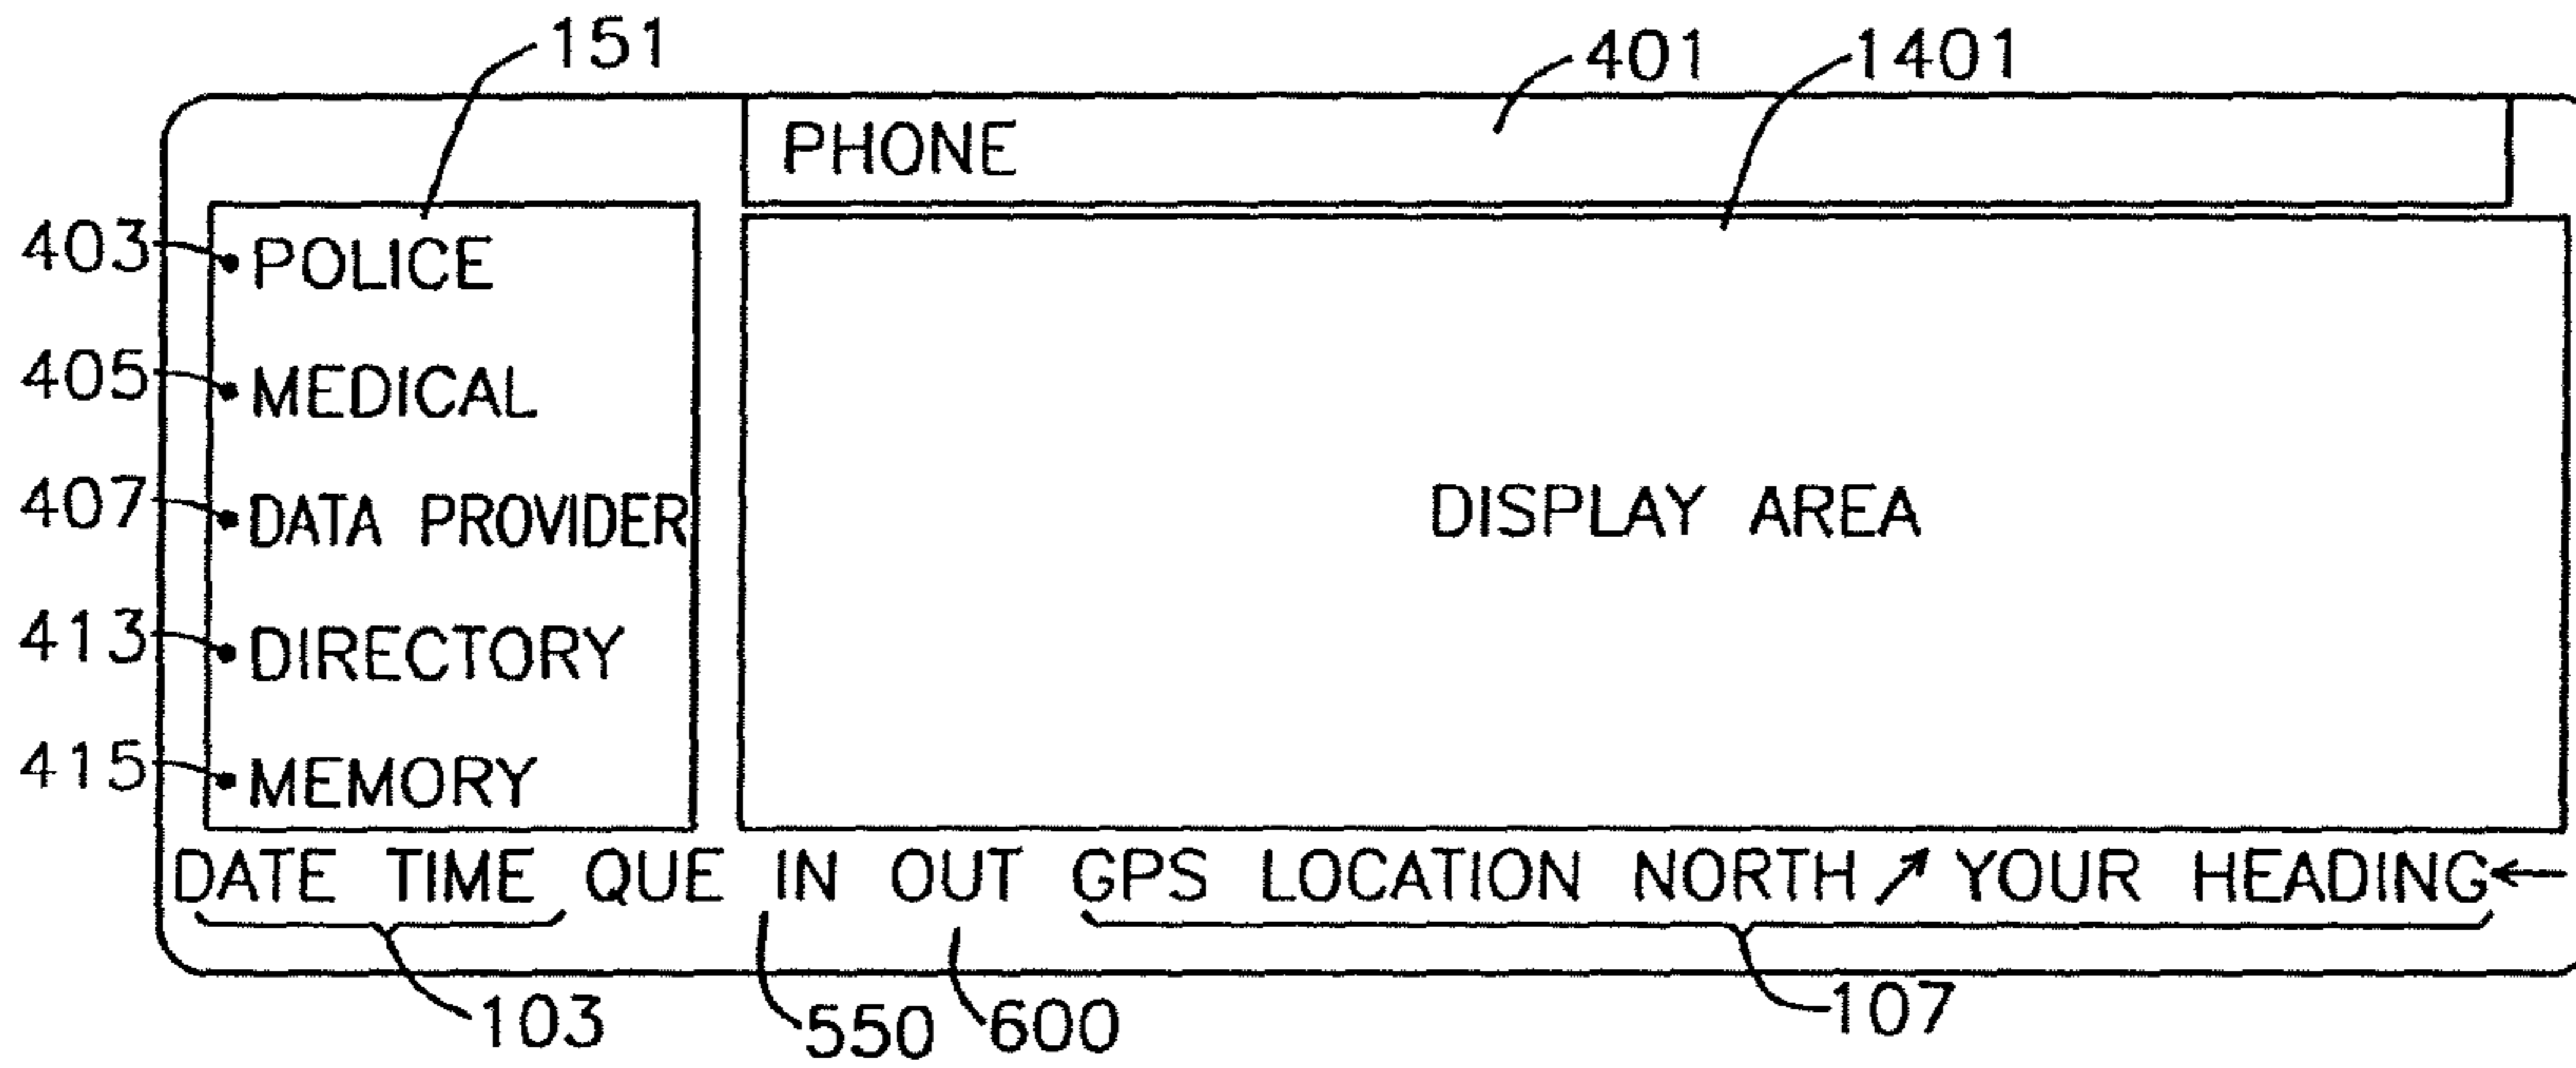 151 401 1401
PHONE
403 POLICE
405 MEDICAL
407 DATA PROVIDER
DISPLAY AREA
413 DIRECTORY
415 MEMORY
DATE TIME QUE IN OUT GPS LOCATION NORTH ↗ YOUR HEADING ←
103 550 600 107